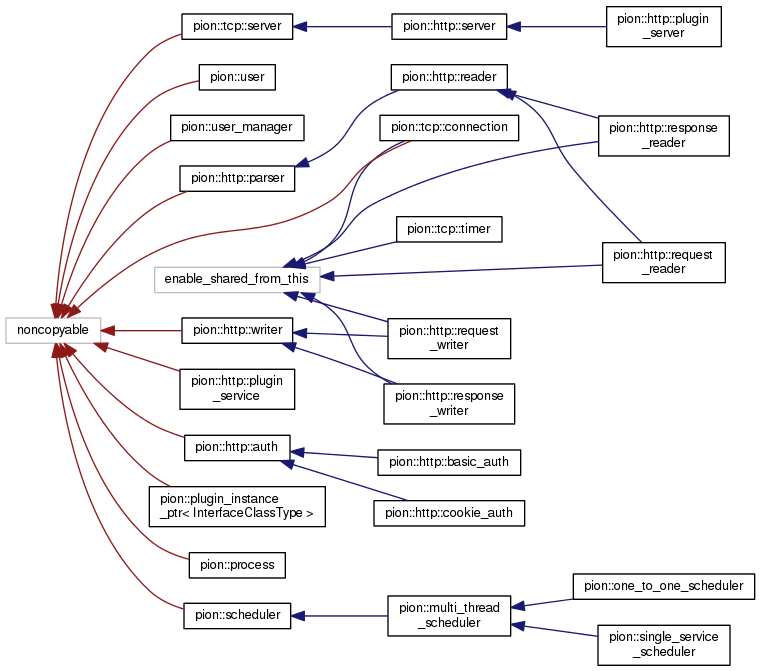 pion::tcp::server
pion::http::server
pion::http::plugin
_server
pion::user
pion::http::reader
pion::user_manager
pion::tcp::connection
pion::http::response
_reader
pion::http::parser
pion::tcp::timer
enable_shared_from_this
pion::http::request
_reader
noncopyable
pion::http::writer
pion::http::request
_writer
pion::http::plugin
_service
pion::http::response
_writer
pion::http::auth
pion::http::basic_auth
pion::plugin_instance
_ptr< InterfaceClassType >
pion::http::cookie_auth
pion::process
pion::one_to_one_scheduler
pion::scheduler
pion::multi_thread
_scheduler
pion::single_service
_scheduler